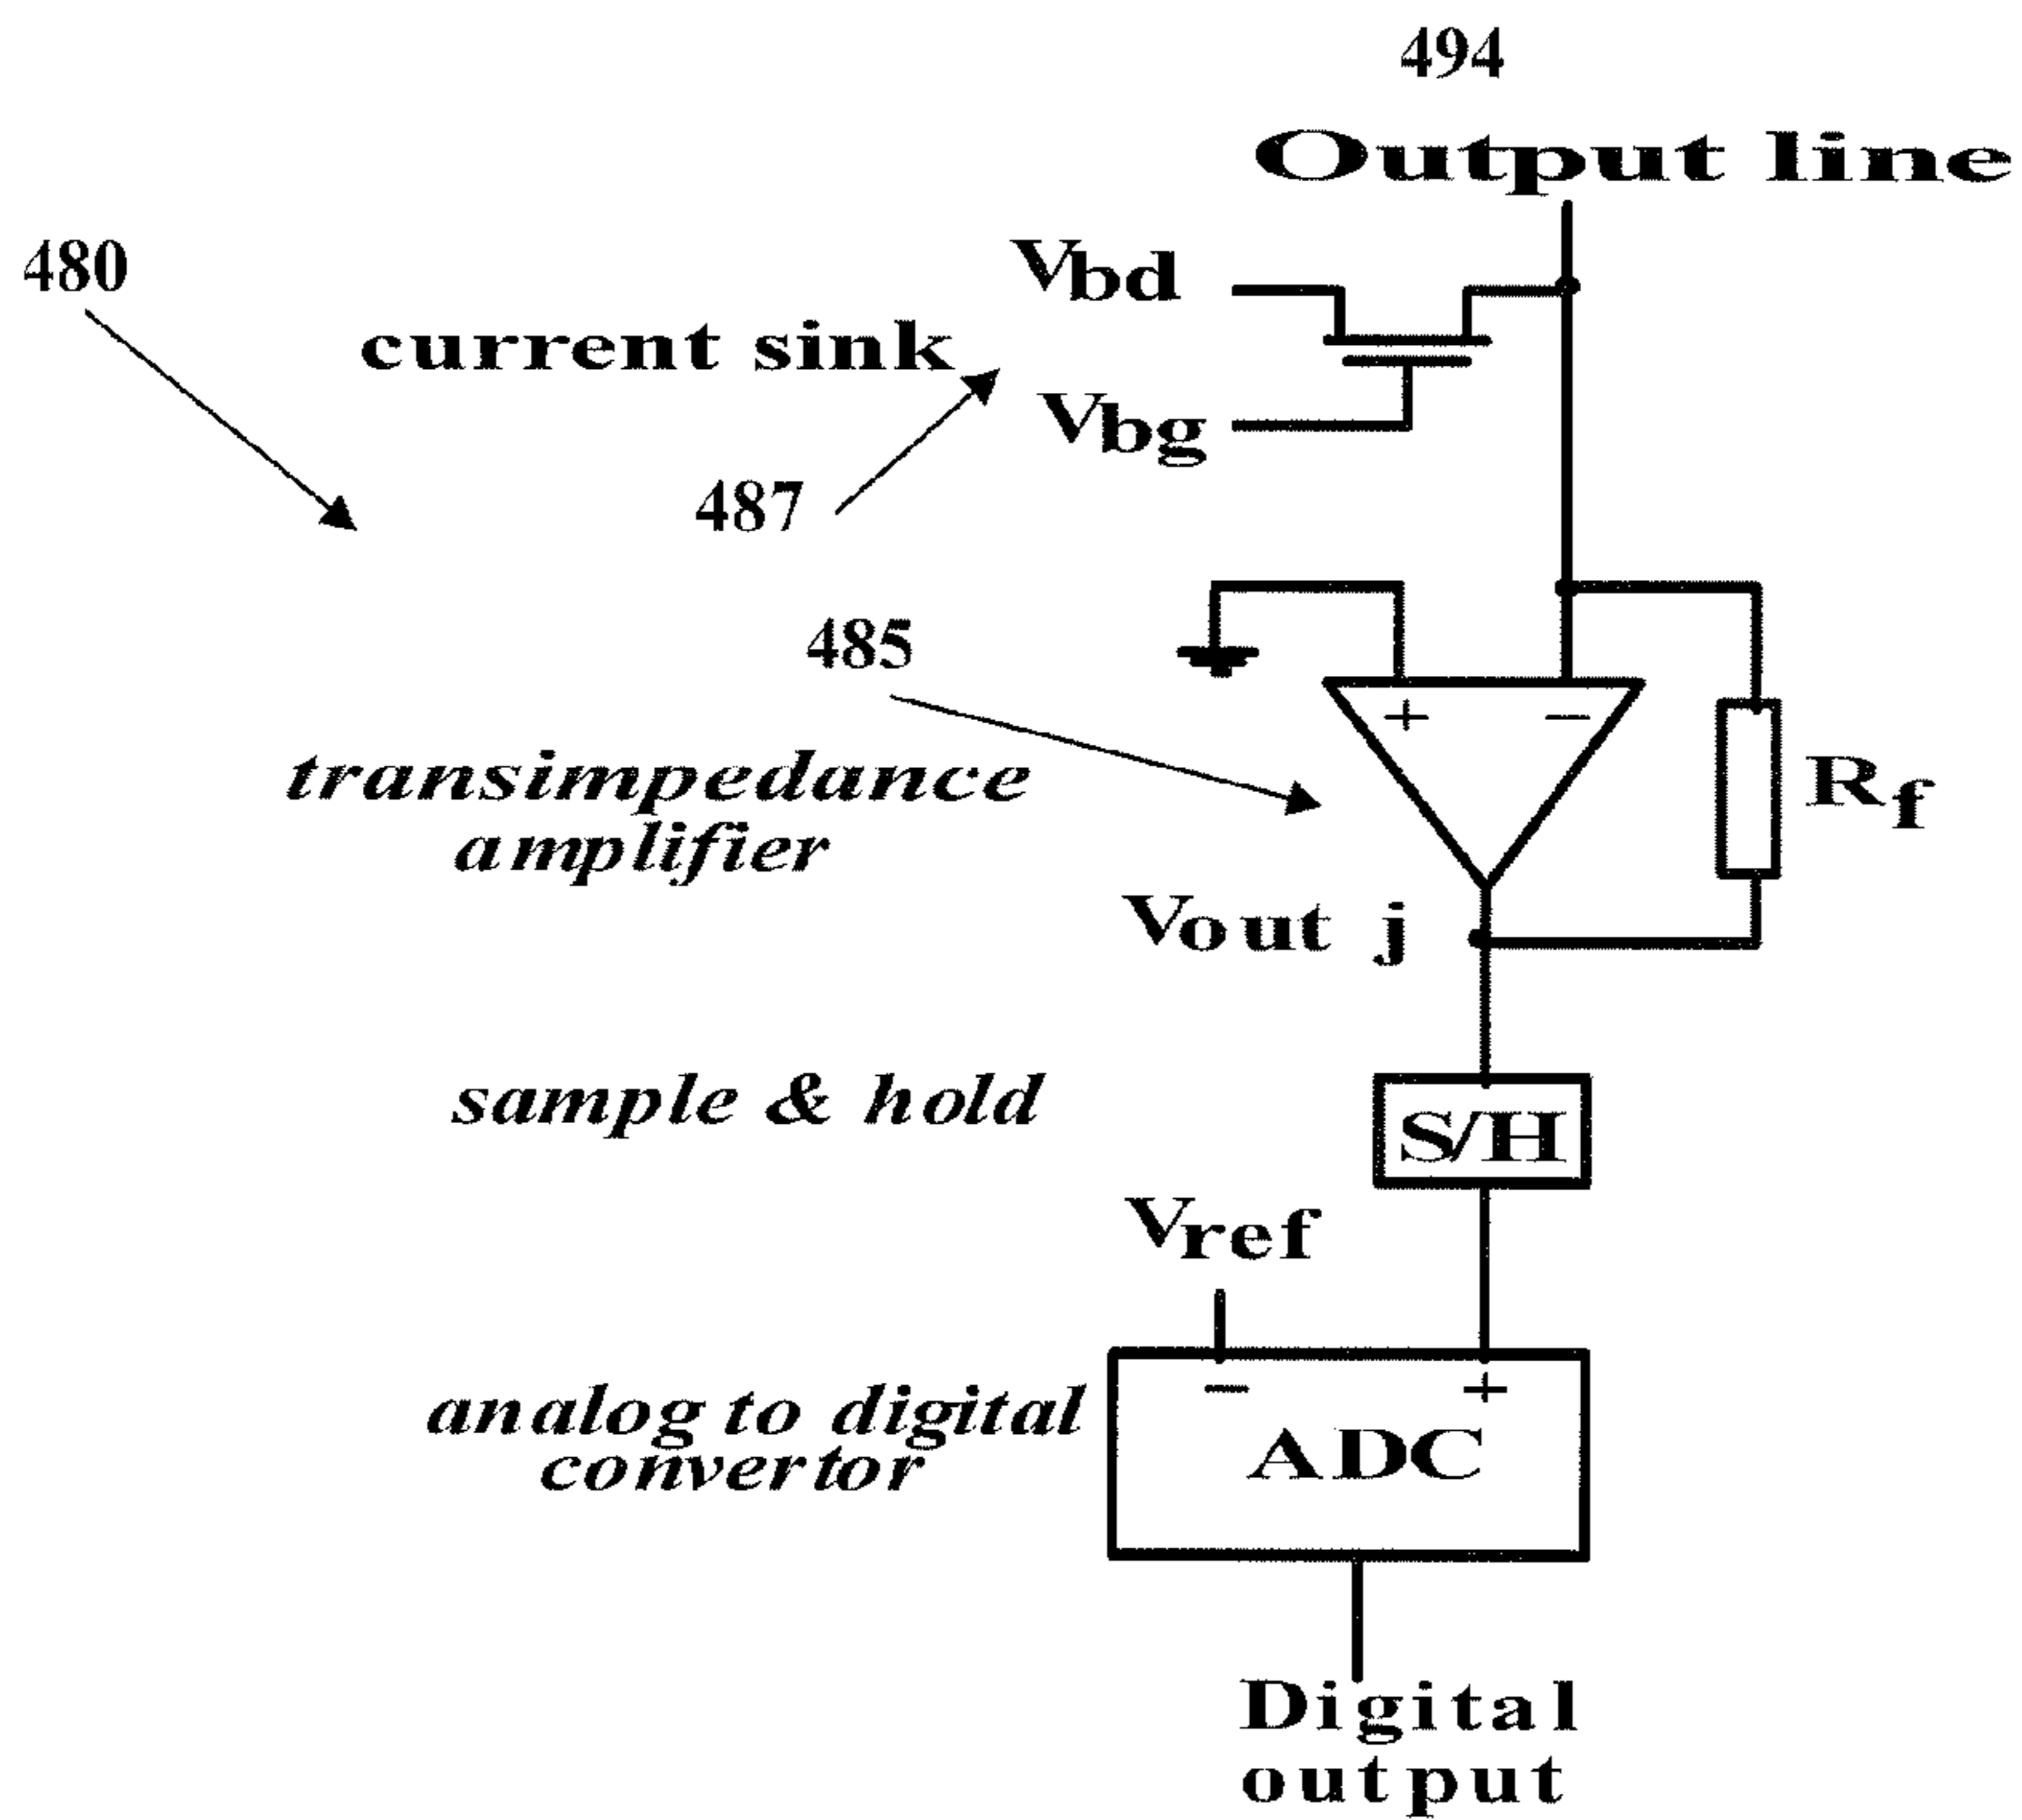 494
Output line
480
Vbd
current sink
Vbg
487
485
+ −
transimpedance
amplifier
Rf
Vout j
sample & hold
S/H
Vref
− +
analog to digital
convertor
ADC
Digital
output